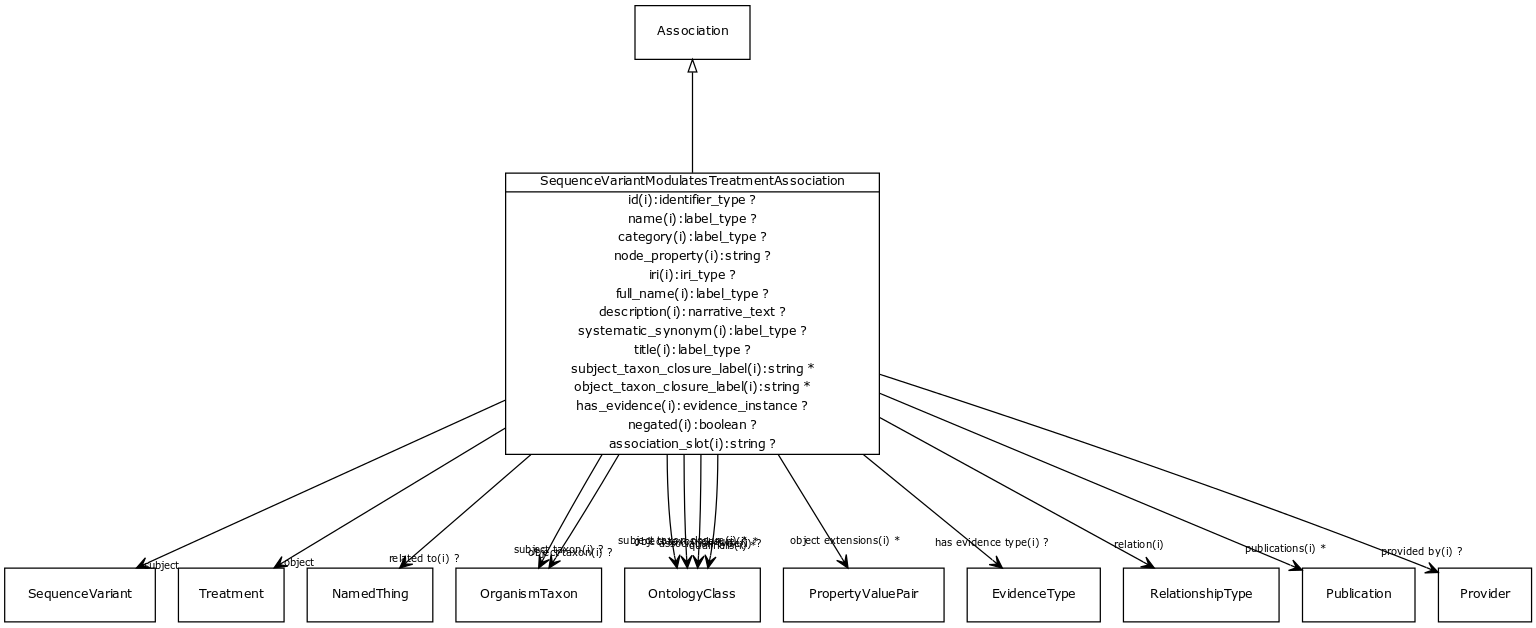 Association
SequenceVariantModulatesTreatmentAssociation
id(i):identifier_type ?
name(i):label_type ?
category(i):label_type ?
node_property(i):string ?
iri(i):iri_type ?
full_name(i):label_type ?
description(i):narrative_text ?
systematic_synonym(i):label_type ?
title(i):label_type ?
subject_taxon_closure_label(i):string *
object_taxon_closure_label(i):string *
has_evidence(i):evidence_instance ?
negated(i):boolean ?
association_slot(i):string ?
subject
object
related to(i) ?
subject taxon(i) ?
object taxon(i) ?
subject taxon closure(i) *
object extensions(i) *
has evidence type(i) ?
relation(i)
publications(i) *
provided by(i) ?
SequenceVariant
Treatment
NamedThing
OrganismTaxon
OntologyClass
PropertyValuePair
EvidenceType
RelationshipType
Publication
Provider